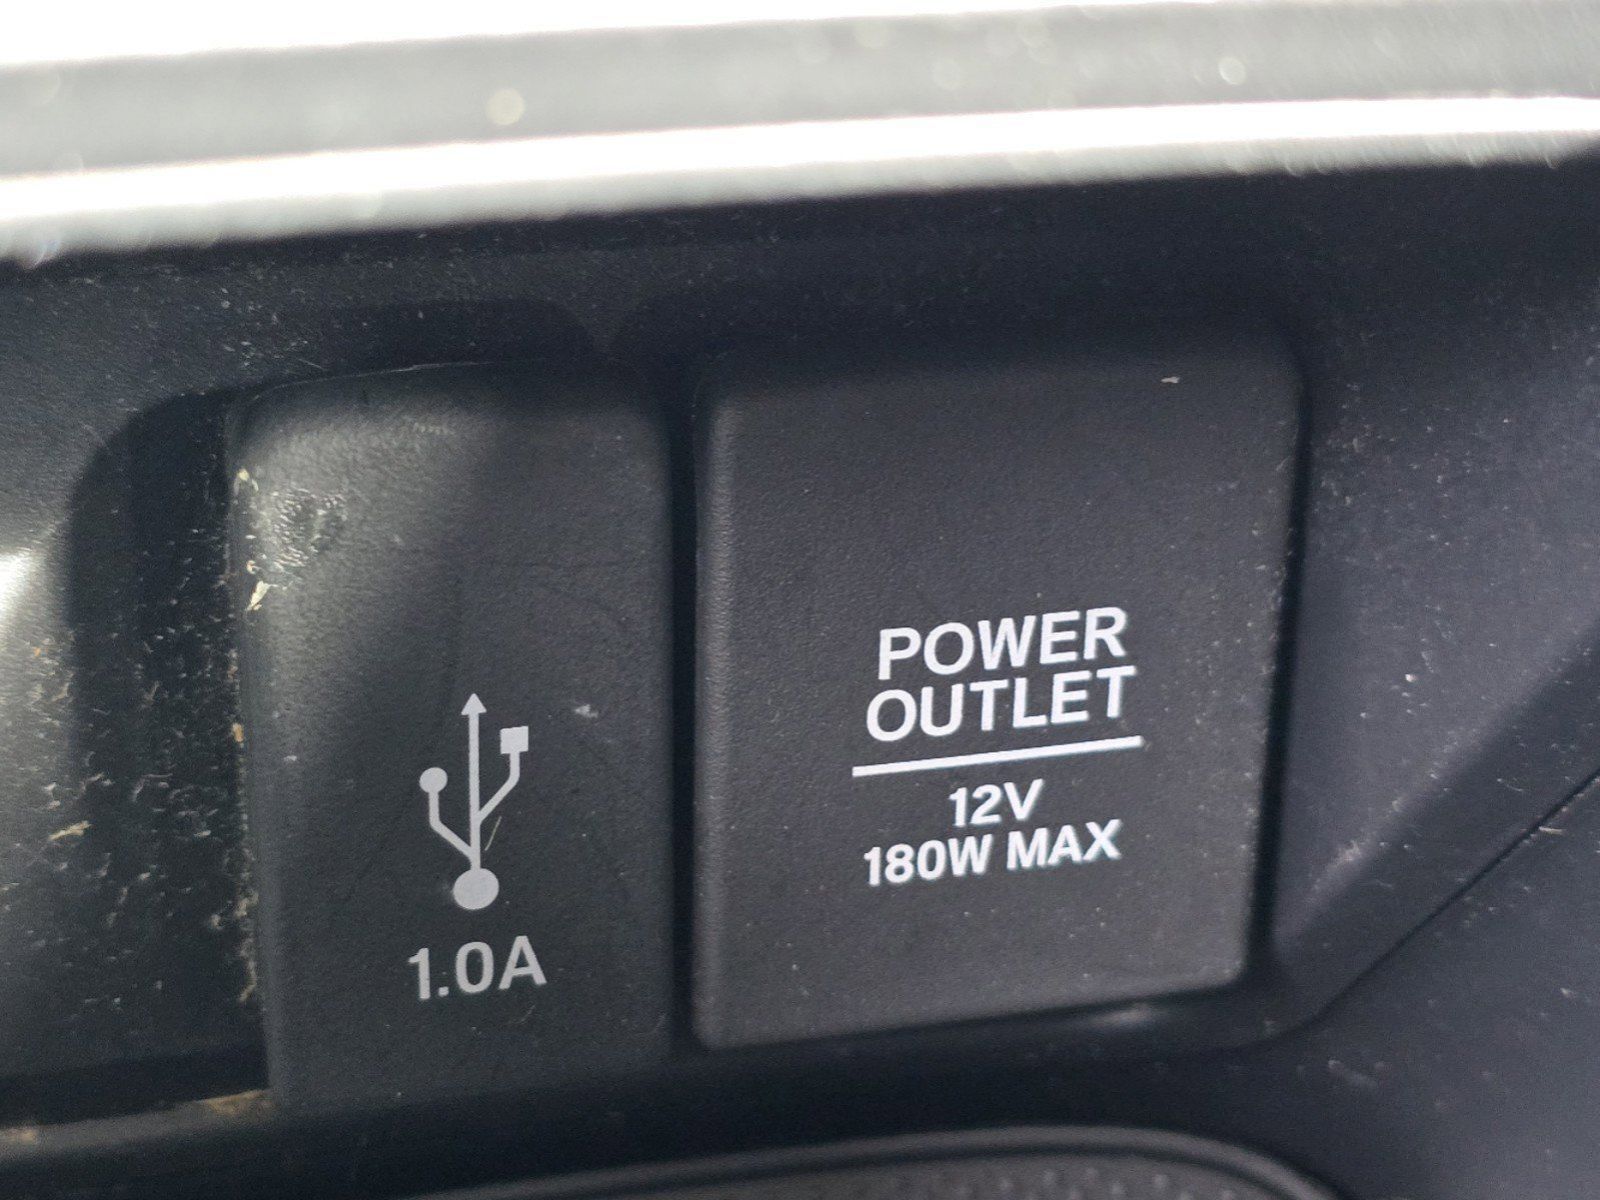 1.0A
POWER
OUTLET
12V
180W MAX